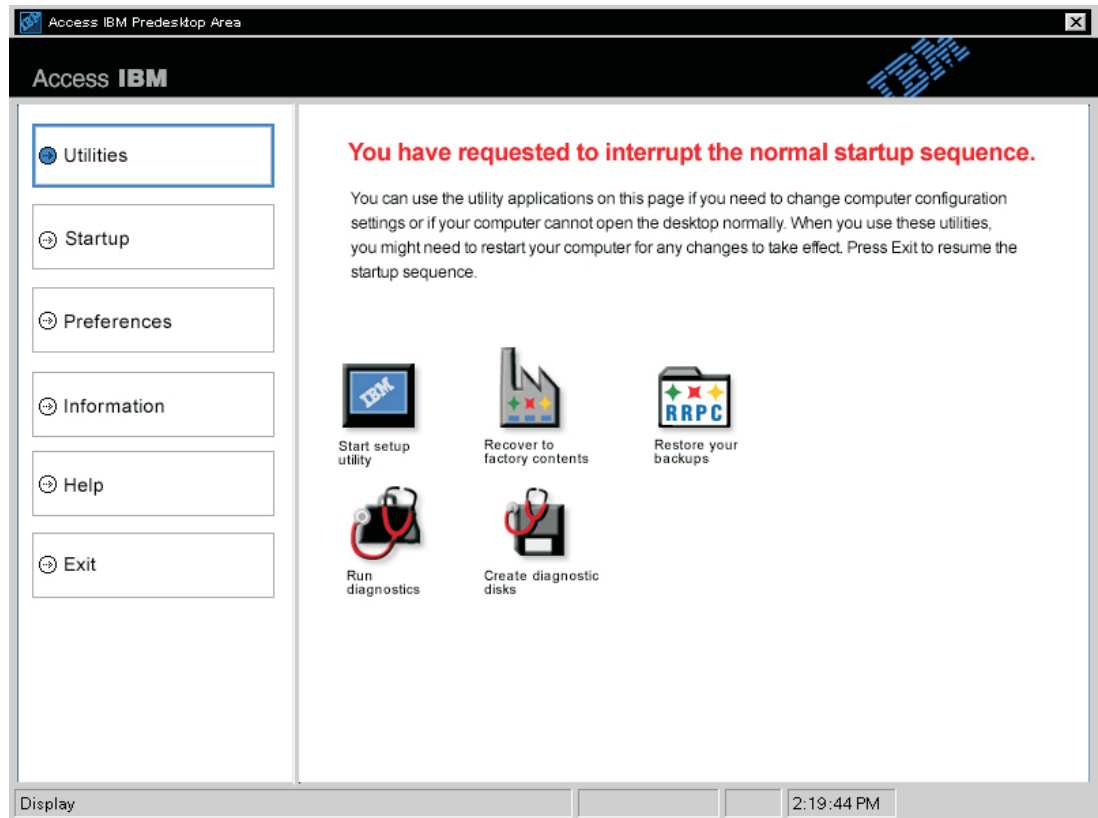 Access IBM Predesktop Area
Access IBM
IBM
Utilities
Startup
Preferences
Information
Help
Exit
You have requested to interrupt the normal startup sequence.
You can use the utility applications on this page if you need to change computer configuration
settings or if your computer cannot open the desktop normally. When you use these utilities,
you might need to restart your computer for any changes to take effect. Press Exit to resume the
startup sequence.
IBM
Start setup
utility
Recover to
factory contents
RRPC
Restore your
backups
Run
diagnostics
Create diagnostic
disks
Display
2:19:44 PM